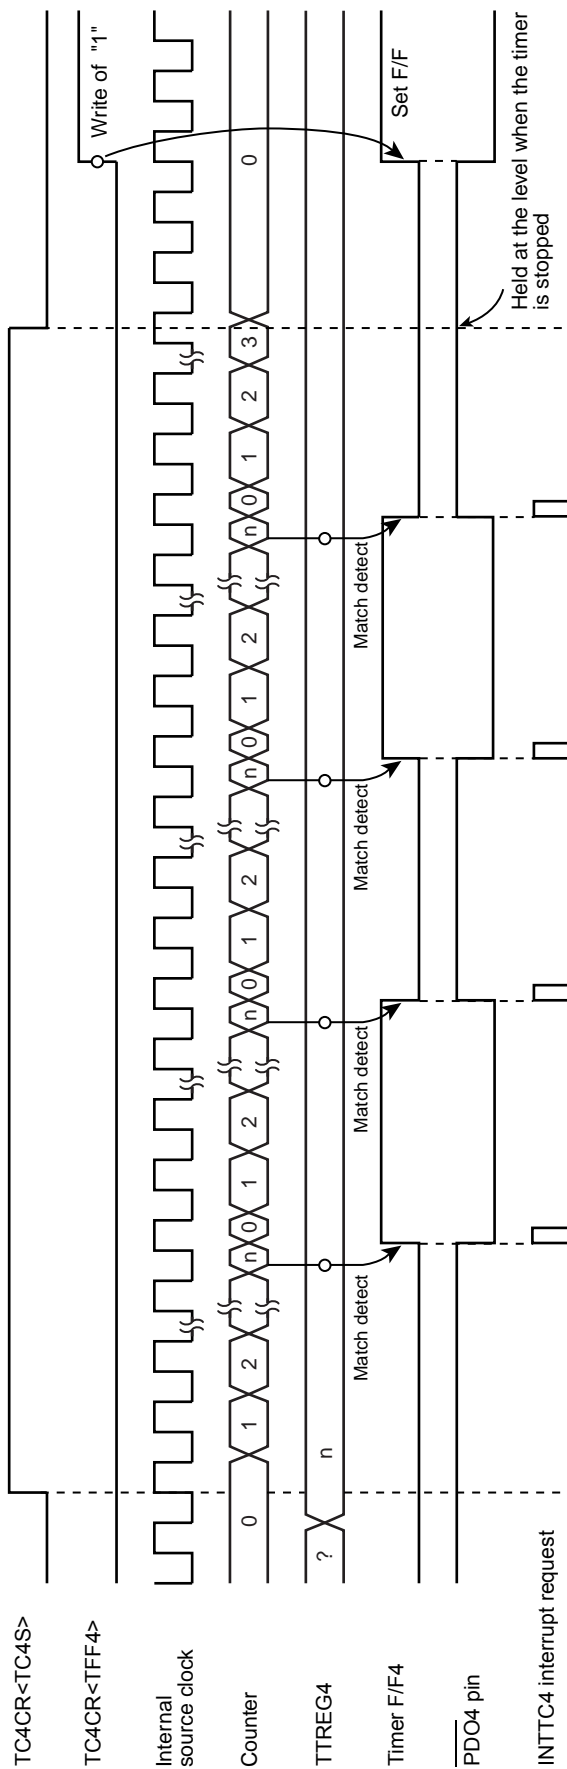 TC4CR<TC4S>
TC4CR<TFF4>
Write of "1"
Internal
source clock
Counter
0 1 2 n 0 1 2 n 0 1 2 n 0 1 2 n 0 1 2 3 0
TTREG4
? n
Match detect
Match detect
Match detect
Match detect
Timer F/F4
Set F/F
PDO4 pin
Held at the level when the timer
is stopped
INTTC4 interrupt request